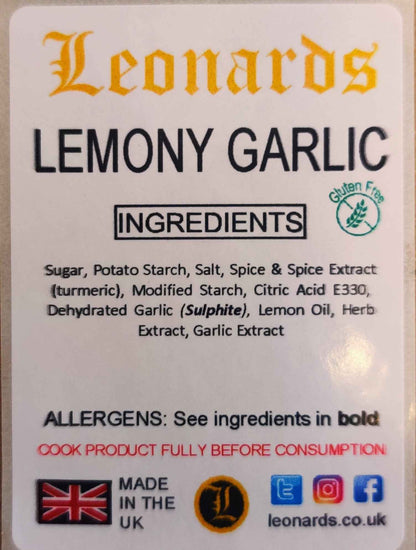 Leonards
LEMONY GARLIC
Gluten Free
INGREDIENTS
Sugar, Potato Starch, Salt, Spice & Spice Extract
(turmeric), Modified Starch, Citric Acid E330,
Dehydrated Garlic (Sulphite), Lemon Oil, Herb
Extract, Garlic Extract
ALLERGENS: See ingredients in bold
COOK PRODUCT FULLY BEFORE CONSUMPTION
MADE
IN THE
UK
L
leonards.co.uk